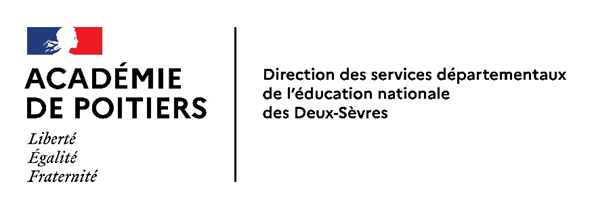 ACADÉMIE
DE POITIERS
Liberté
Égalité
Fraternité
Direction des services départementaux
de l'éducation nationale
des Deux-Sèvres